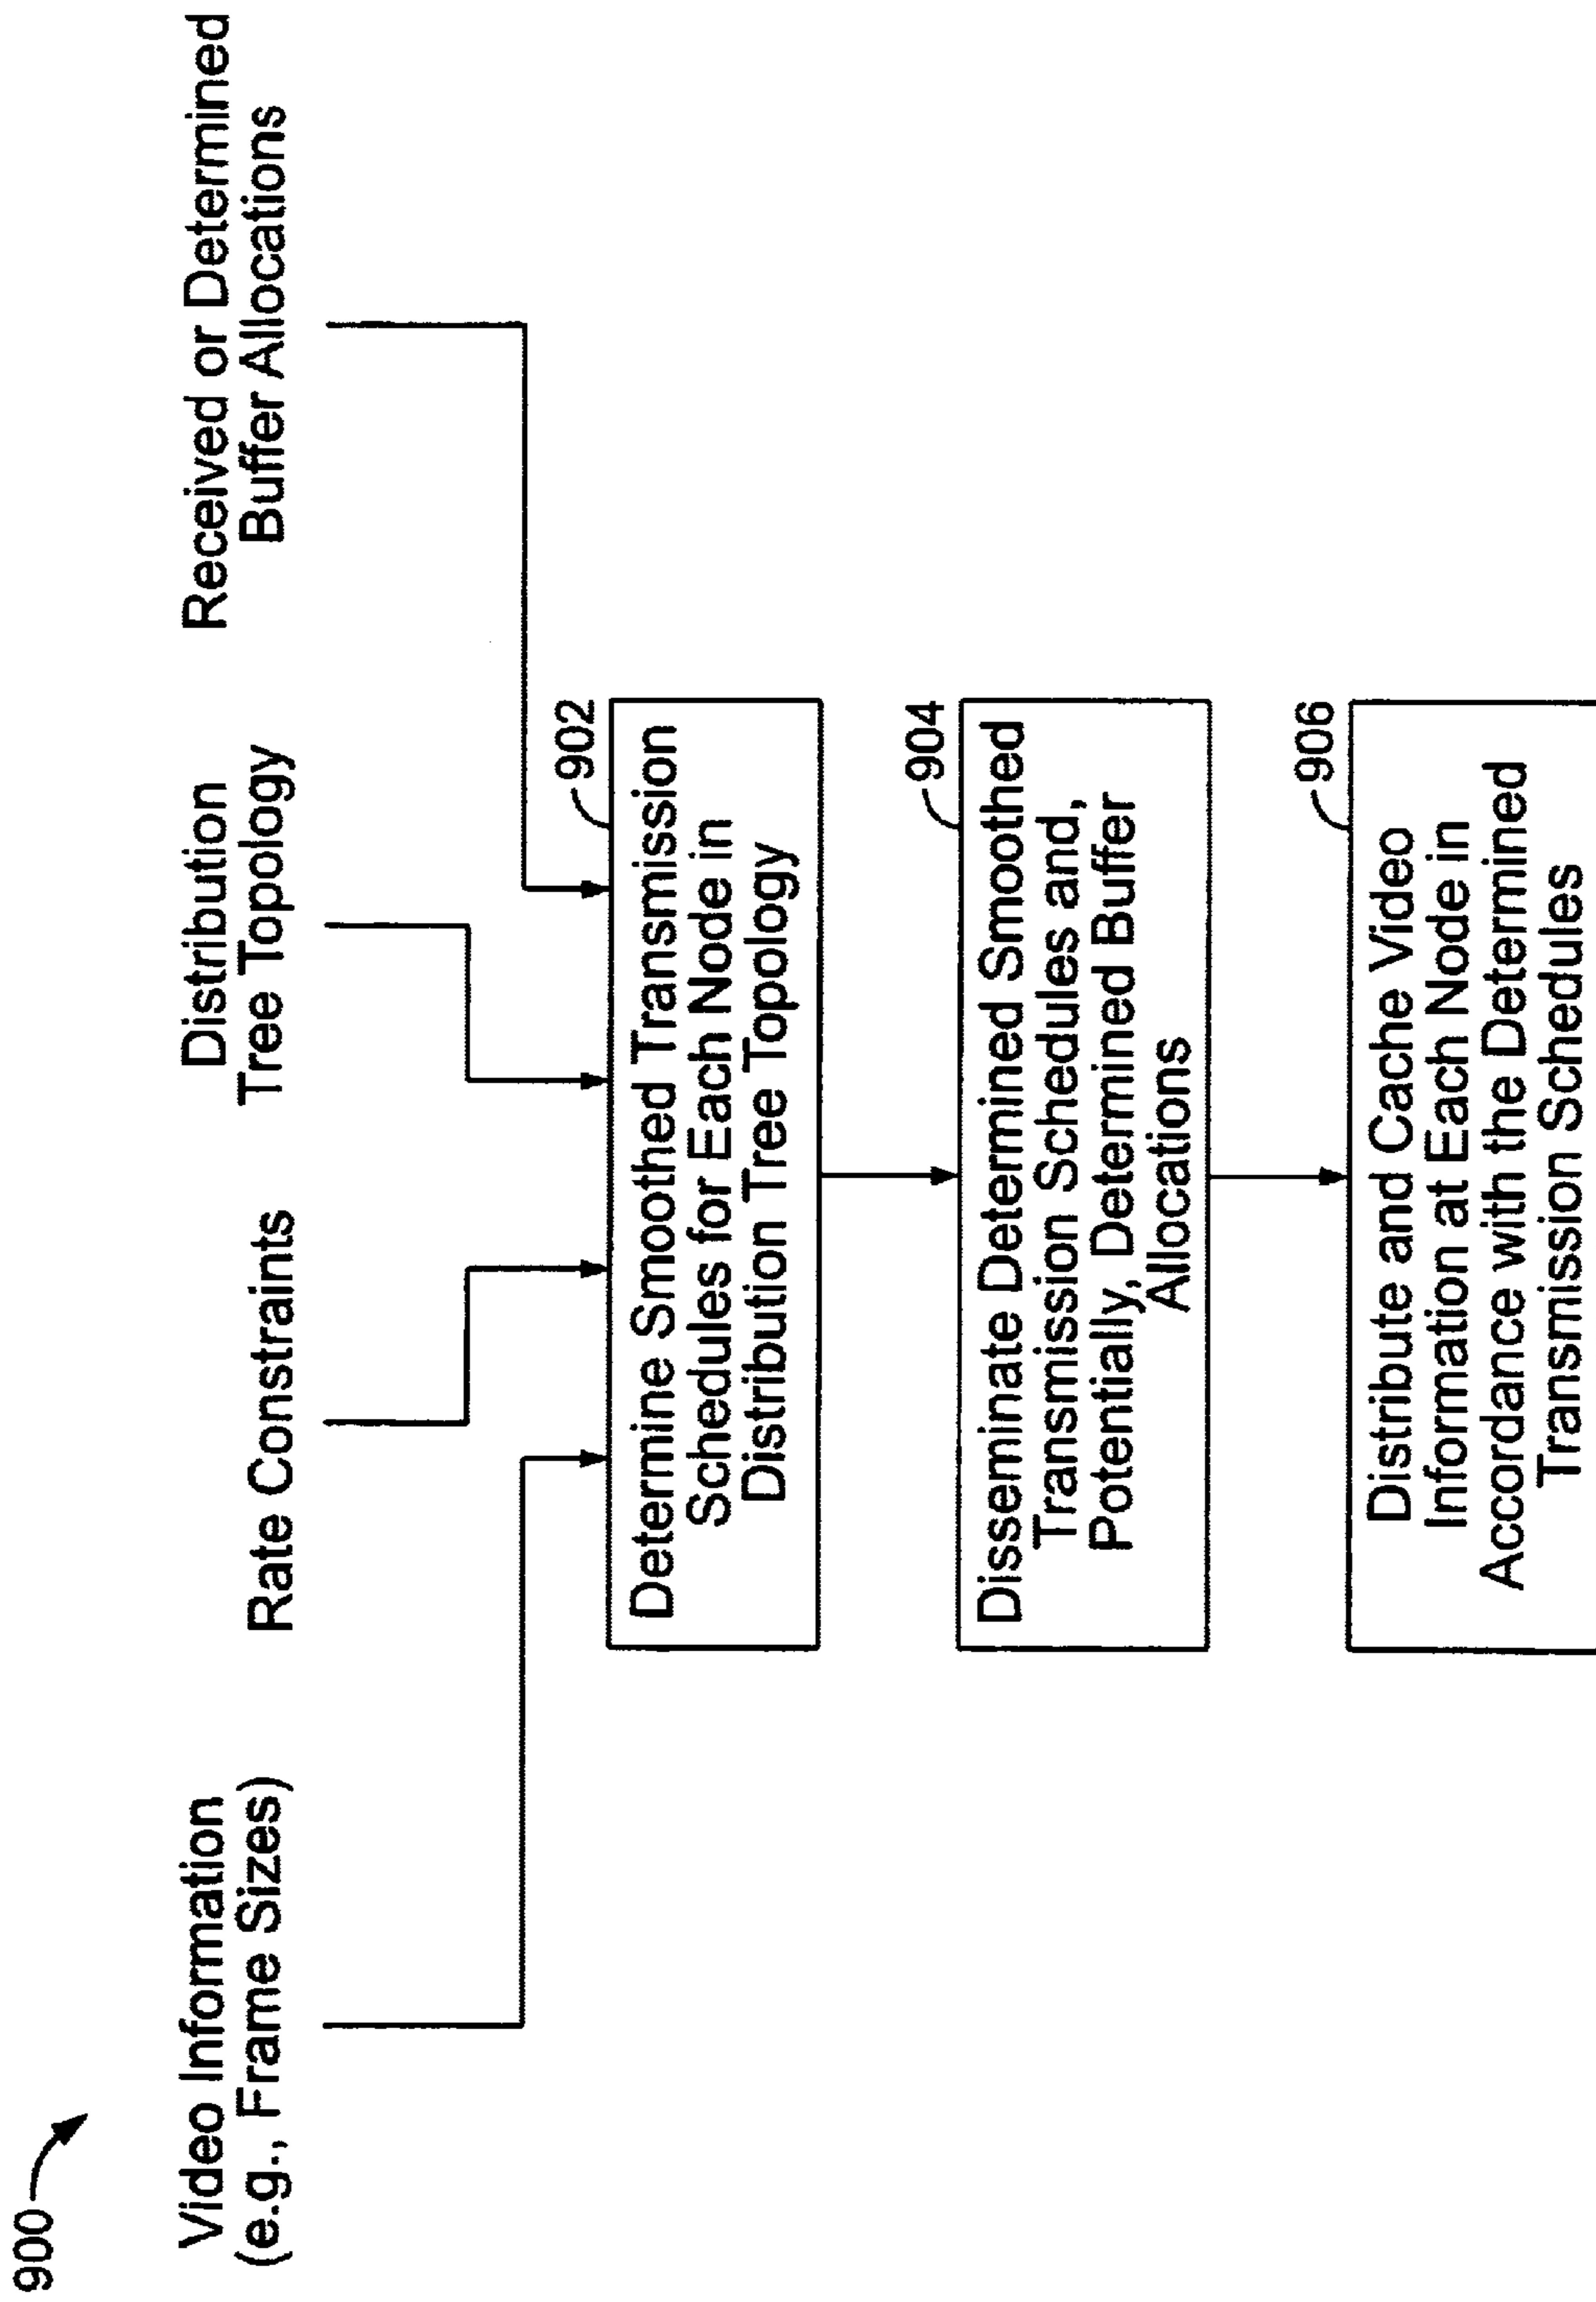 900
Video Information
(e.g., Frame Sizes)
Rate Constraints
Distribution
Tree Topology
Received or Determined
Buffer Allocations
902
Determine Smoothed Transmission
Schedules for Each Node in
Distribution Tree Topology
904
Disseminate Determined Smoothed
Transmission Schedules and,
Potentially, Determined Buffer
Allocations
906
Distribute and Cache Video
Information at Each Node in
Accordance with the Determined
Transmission Schedules